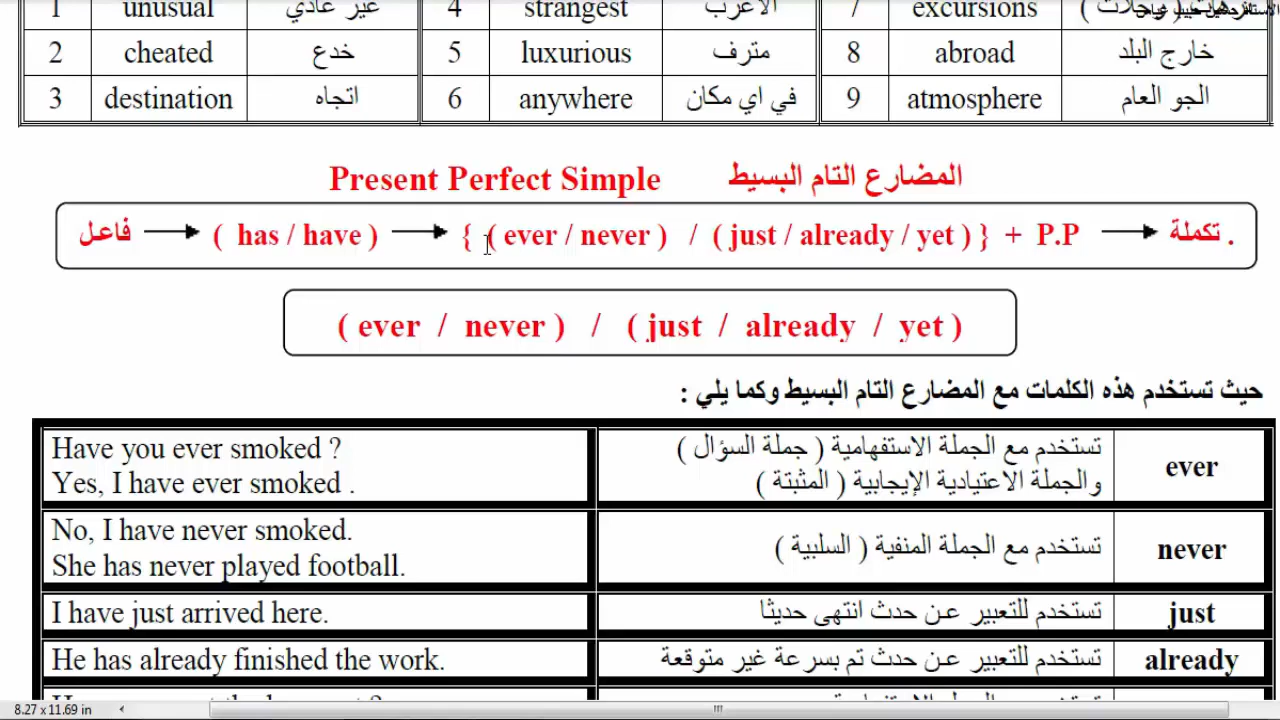 1 unusual غير عادي 4 strangest الاغرب 7 excursions
2 cheated خدع 5 luxurious مترف 8 abroad خارج البلد
3 destination اتجاه 6 anywhere في اي مكان 9 atmosphere الجو العام
Present Perfect Simple المضارع التام البسيط
فاعل ( has / have ) { ( ever / never ) / ( just / already / yet ) } + P.P تكملة .
( ever / never ) / ( just / already / yet )
حيث تستخدم هذه الكلمات مع المضارع التام البسيط وكما يلي :
Have you ever smoked ? تستخدم مع الجملة الاستفهامية ( جملة السؤال ) ever
Yes, I have ever smoked . والجملة الاعتيادية الإيجابية ( المثبتة )
No, I have never smoked. تستخدم مع الجملة المنفية ( السلبية ) never
She has never played football.
I have just arrived here. تستخدم للتعبير عن حدث انتهى حديثا just
He has already finished the work. تستخدم للتعبير عن حدث تم بسرعة غير متوقعة already
8.27 x 11.69 in